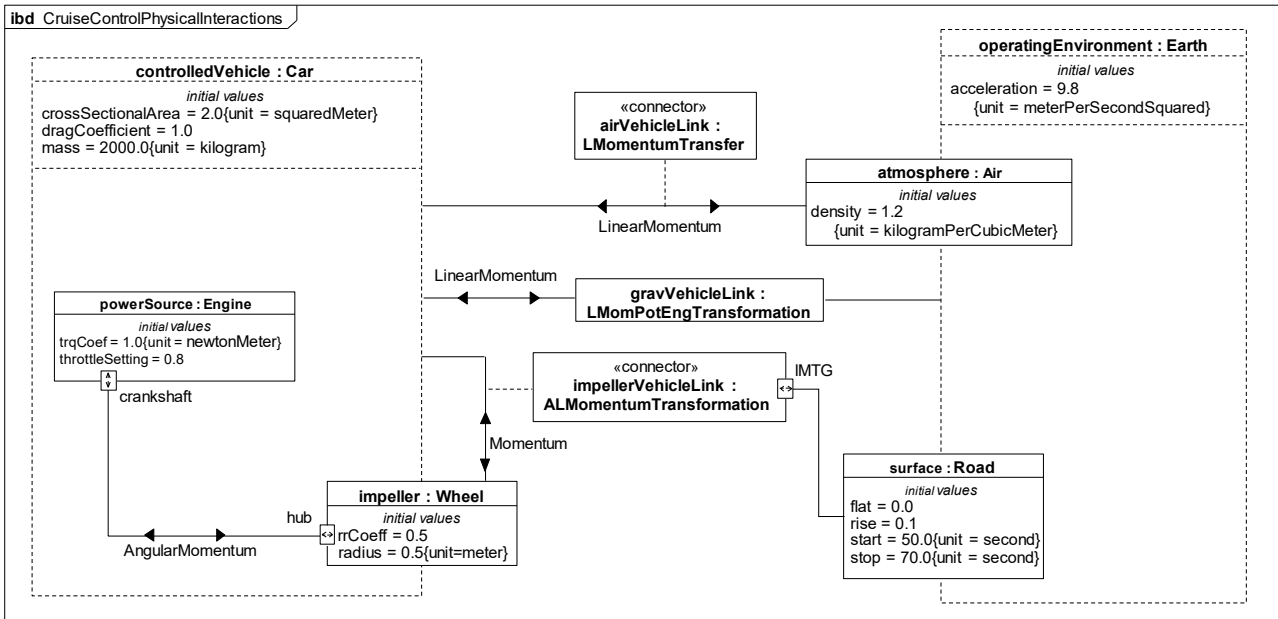 ibd CruiseControlPhysicalInteractions
controlledVehicle : Car
initial values
crossSectionalArea = 2.0{unit = squaredMeter}
dragCoefficient = 1.0
mass = 2000.0{unit = kilogram}
«connector»
airVehicleLink :
LMomentumTransfer
operatingEnvironment : Earth
initial values
acceleration = 9.8
{unit = meterPerSecondSquared}
atmosphere : Air
initial values
density = 1.2
{unit = kilogramPerCubicMeter}
LinearMomentum
LinearMomentum
gravVehicleLink :
LMomPotEngTransformation
powerSource : Engine
initial values
trqCoef = 1.0{unit = newtonMeter}
throttleSetting = 0.8
crankshaft
«connector»
impellerVehicleLink :
ALMomentumTransformation
IMTG
Momentum
impeller : Wheel
initial values
rrCoeff = 0.5
radius = 0.5{unit=meter}
hub
AngularMomentum
surface : Road
initial values
flat = 0.0
rise = 0.1
start = 50.0{unit = second}
stop = 70.0{unit = second}